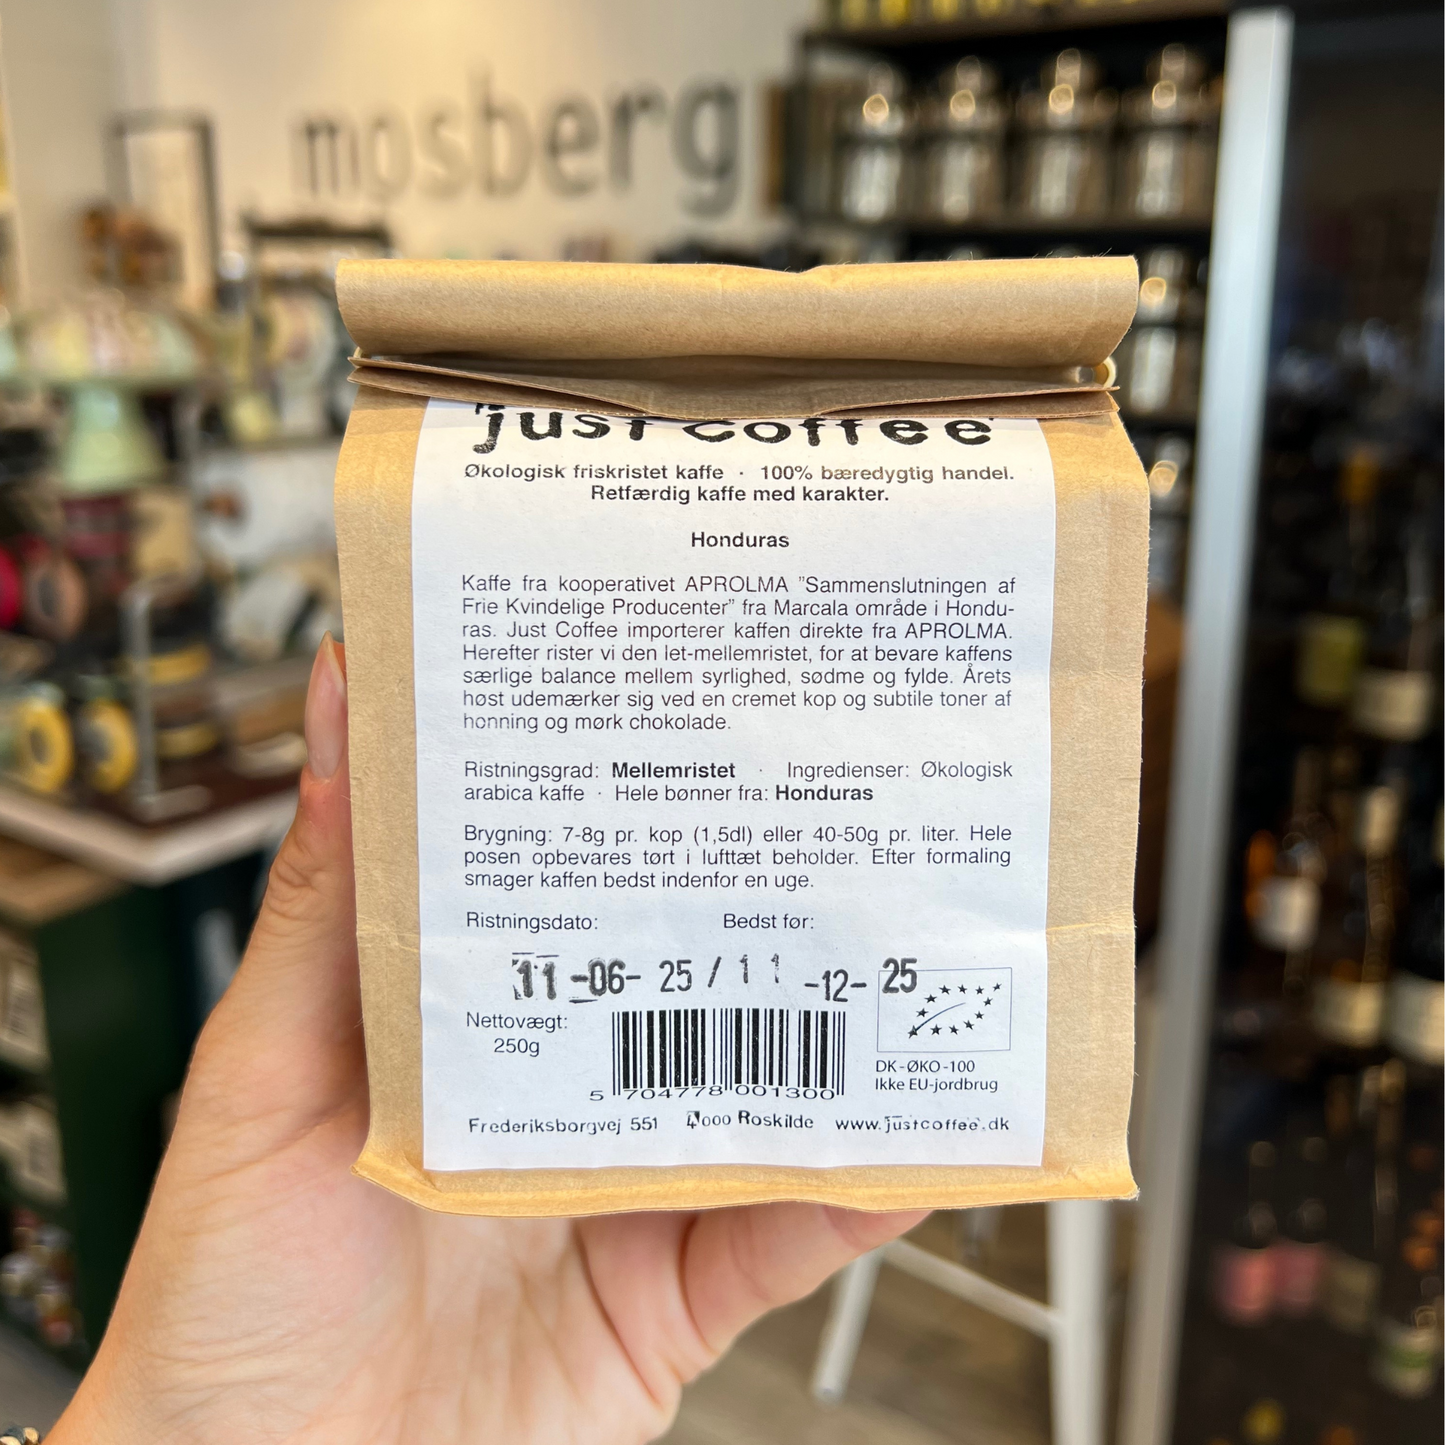 mosberg
just coffee
Økologisk friskristet kaffe · 100% bæredygtig handel.
Retfærdig kaffe med karakter.
Honduras
Kaffe fra kooperativet APROLMA ”Sammenslutningen af
Frie Kvindelige Producenter” fra Marcala område i Hondu-
ras. Just Coffee importerer kaffen direkte fra APROLMA.
Herefter rister vi den let-mellemristet, for at bevare kaffens
særlige balance mellem syrlighed, sødme og fylde. Årets
høst udemærker sig ved en cremet kop og subtile toner af
honning og mørk chokolade.
Ristningsgrad: Mellemristet · Ingredienser: Økologisk
arabica kaffe · Hele bønner fra: Honduras
Brygning: 7-8g pr. kop (1,5dl) eller 40-50g pr. liter. Hele
posen opbevares tørt i lufttæt beholder. Efter formaling
smager kaffen bedst indenfor en uge.
Ristningsdato: Bedst før:
11-06-25 / 11-12-25
Nettovægt:
250g
5 704778 001300
DK-ØKO-100
Ikke EU-jordbrug
Frederiksborgvej 551 4000 Roskilde www.justcoffee.dk